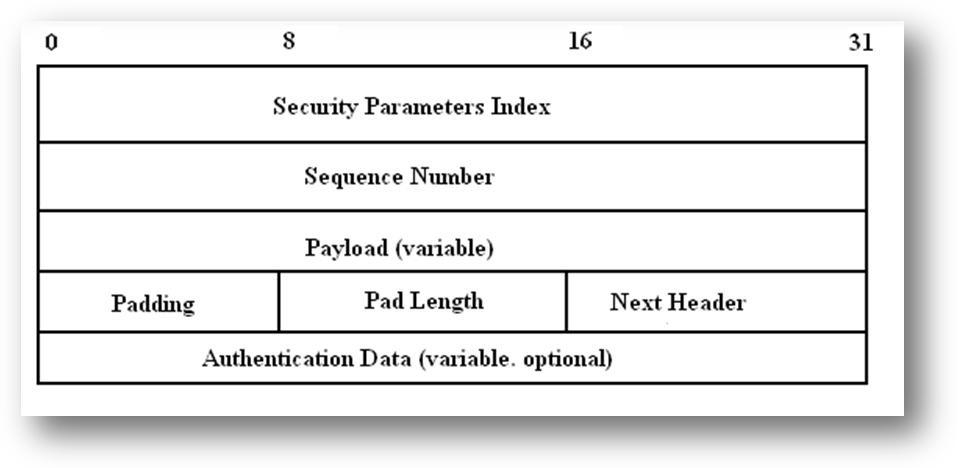 0 8 16 31
Security Parameters Index
Sequence Number
Payload (variable)
Padding Pad Length Next Header
Authentication Data (variable. optional)